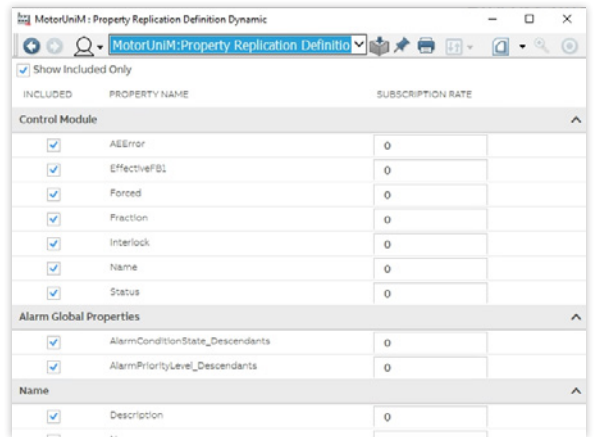 MotorUniM : Property Replication Definition Dynamic
MotorUniM:Property Replication Definitio
Show Included Only
INCLUDED PROPERTY NAME SUBSCRIPTION RATE
Control Module
AEError 0
EffectiveFB1 0
Forced 0
Fraction 0
Interlock 0
Name 0
Status 0
Alarm Global Properties
AlarmConditionState_Descendants 0
AlarmPriorityLevel_Descendants 0
Name
Description 0